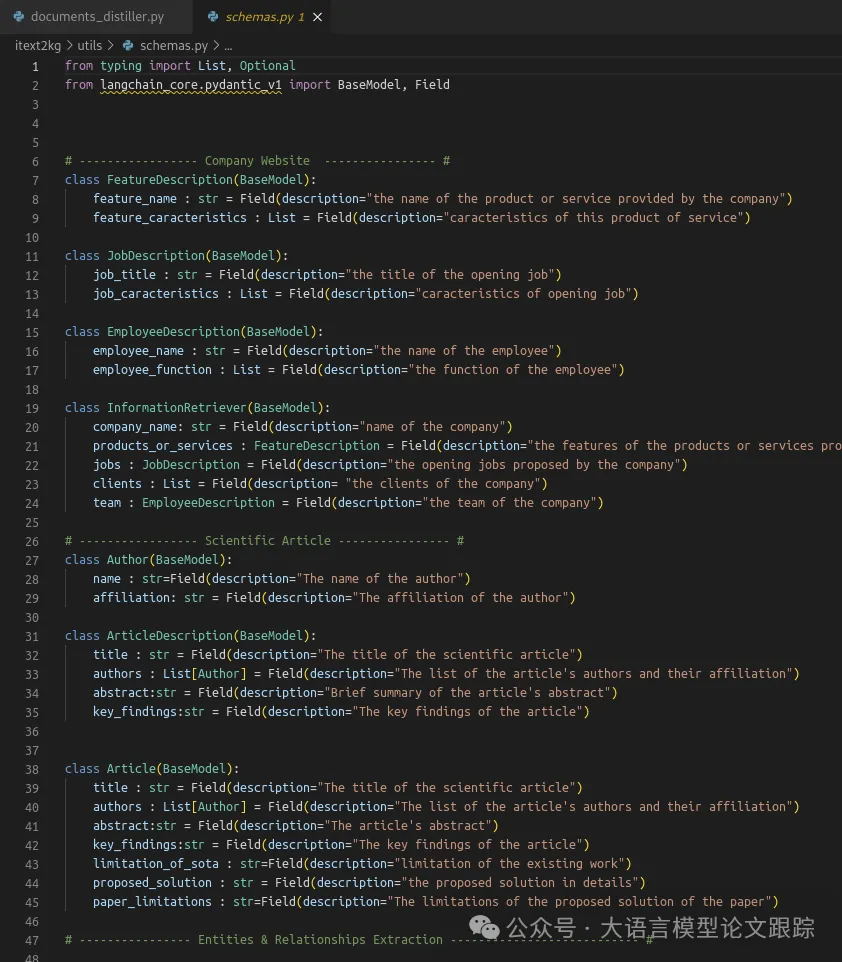 documents_distiller.py
schemas.py 1
itext2kg > utils > schemas.py > ...
1 from typing import List, Optional
2 from langchain_core.pydantic_v1 import BaseModel, Field
3
4
5
6 # ----------------- Company Website ---------------- #
7 class FeatureDescription(BaseModel):
8 feature_name : str = Field(description="the name of the product or service provided by the company")
9 feature_caracteristics : List = Field(description="caracteristics of this product of service")
10
11 class JobDescription(BaseModel):
12 job_title : str = Field(description="the title of the opening job")
13 job_caracteristics : List = Field(description="caracteristics of opening job")
14
15 class EmployeeDescription(BaseModel):
16 employee_name : str = Field(description="the name of the employee")
17 employee_function : List = Field(description="the function of the employee")
18
19 class InformationRetriever(BaseModel):
20 company_name: str = Field(description="name of the company")
21 products_or_services : FeatureDescription = Field(description="the features of the products or services pro
22 jobs : JobDescription = Field(description="the opening jobs proposed by the company")
23 clients : List = Field(description= "the clients of the company")
24 team : EmployeeDescription = Field(description="the team of the company")
25
26 # ----------------- Scientific Article ---------------- #
27 class Author(BaseModel):
28 name : str=Field(description="The name of the author")
29 affiliation: str = Field(description="The affiliation of the author")
30
31 class ArticleDescription(BaseModel):
32 title : str = Field(description="The title of the scientific article")
33 authors : List[Author] = Field(description="The list of the article's authors and their affiliation")
34 abstract:str = Field(description="Brief summary of the article's abstract")
35 key_findings:str = Field(description="The key findings of the article")
36
37
38 class Article(BaseModel):
39 title : str = Field(description="The title of the scientific article")
40 authors : List[Author] = Field(description="The list of the article's authors and their affiliation")
41 abstract:str = Field(description="The article's abstract")
42 key_findings:str = Field(description="The key findings of the article")
43 limitation_of_sota : str=Field(description="limitation of the existing work")
44 proposed_solution : str = Field(description="the proposed solution in details")
45 paper_limitations : str=Field(description="The limitations of the proposed solution of the paper")
46
公众号 · 大语言模型论文跟踪
47 # ---------------- Entities & Relationships Extraction --------------------------- #
48